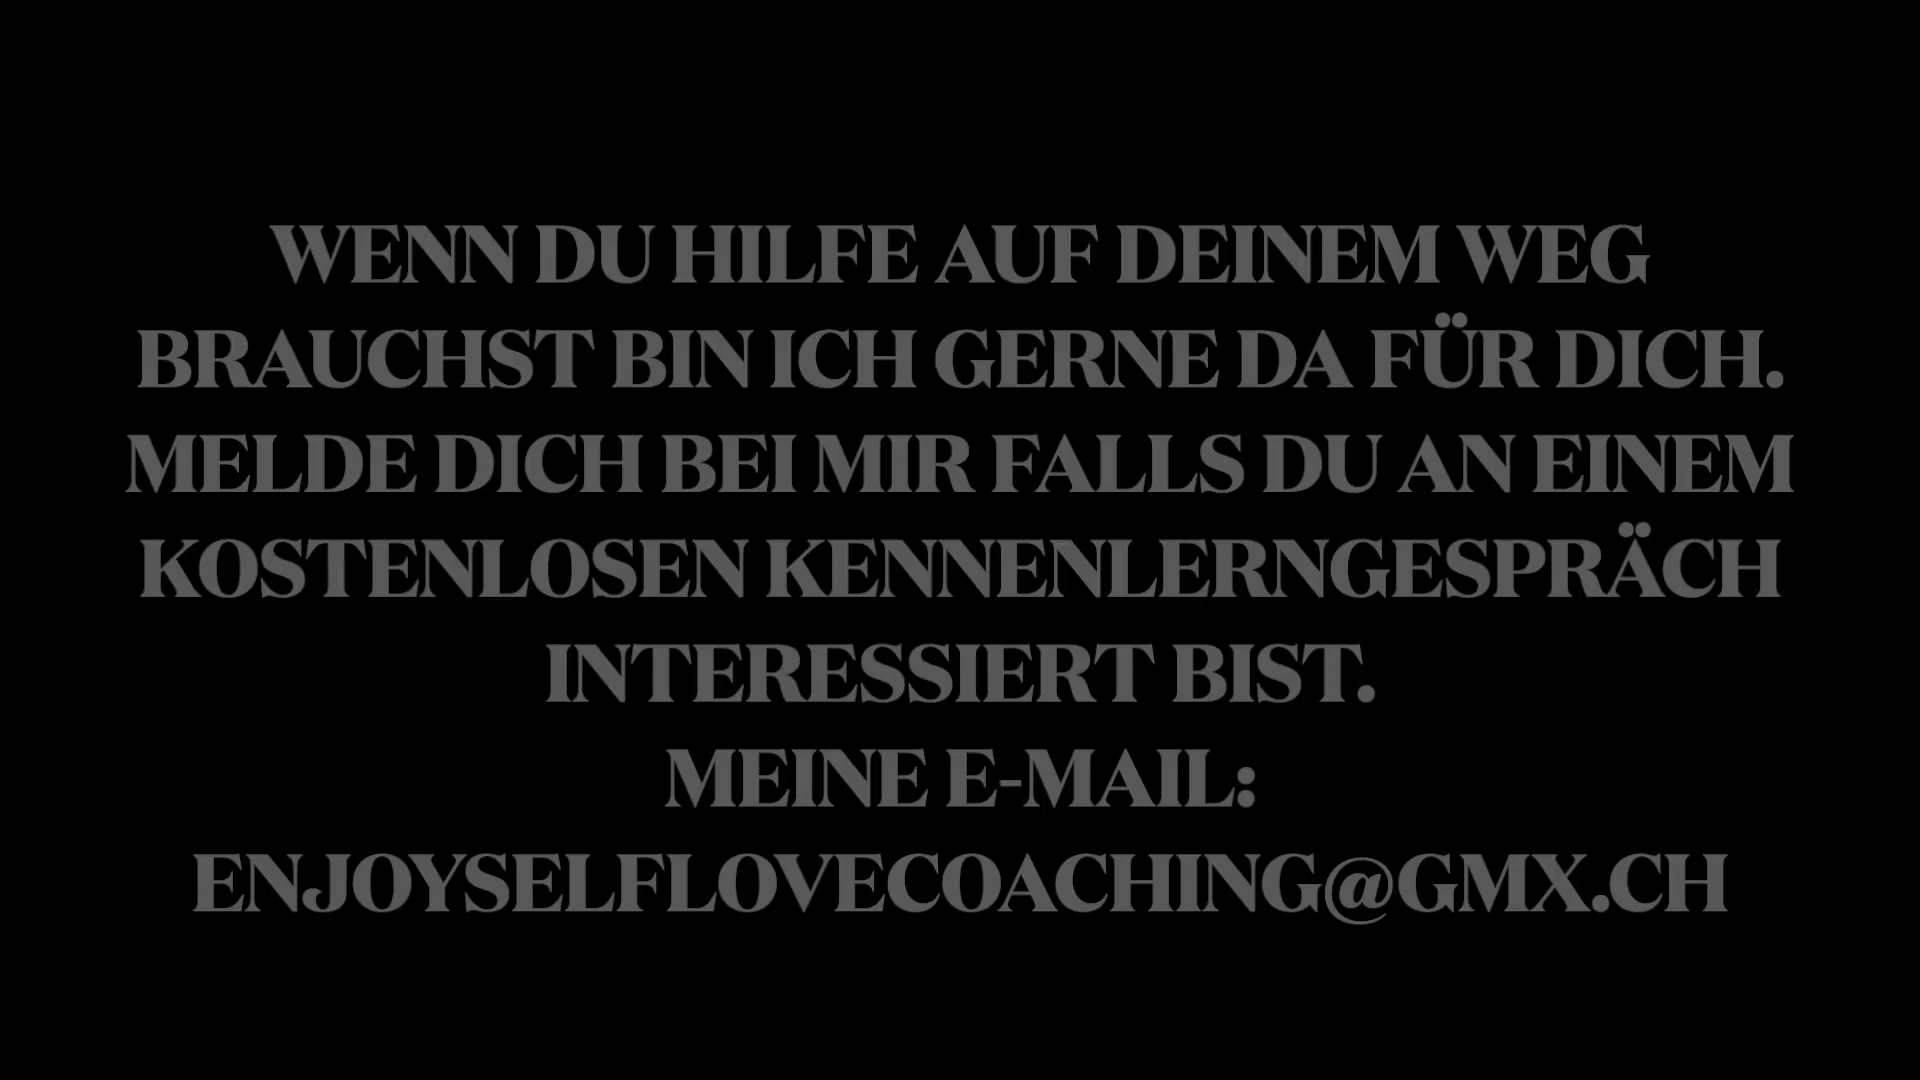 WENN DU HILFE AUF DEINEM WEG
BRAUCHST BIN ICH GERNE DA FÜR DICH.
MELDE DICH BEI MIR FALLS DU AN EINEM
KOSTENLOSEN KENNENLERNGESPRÄCH
INTERESSIERT BIST.
MEINE E-MAIL:
ENJOYSELFLOVECOACHING@GMX.CH